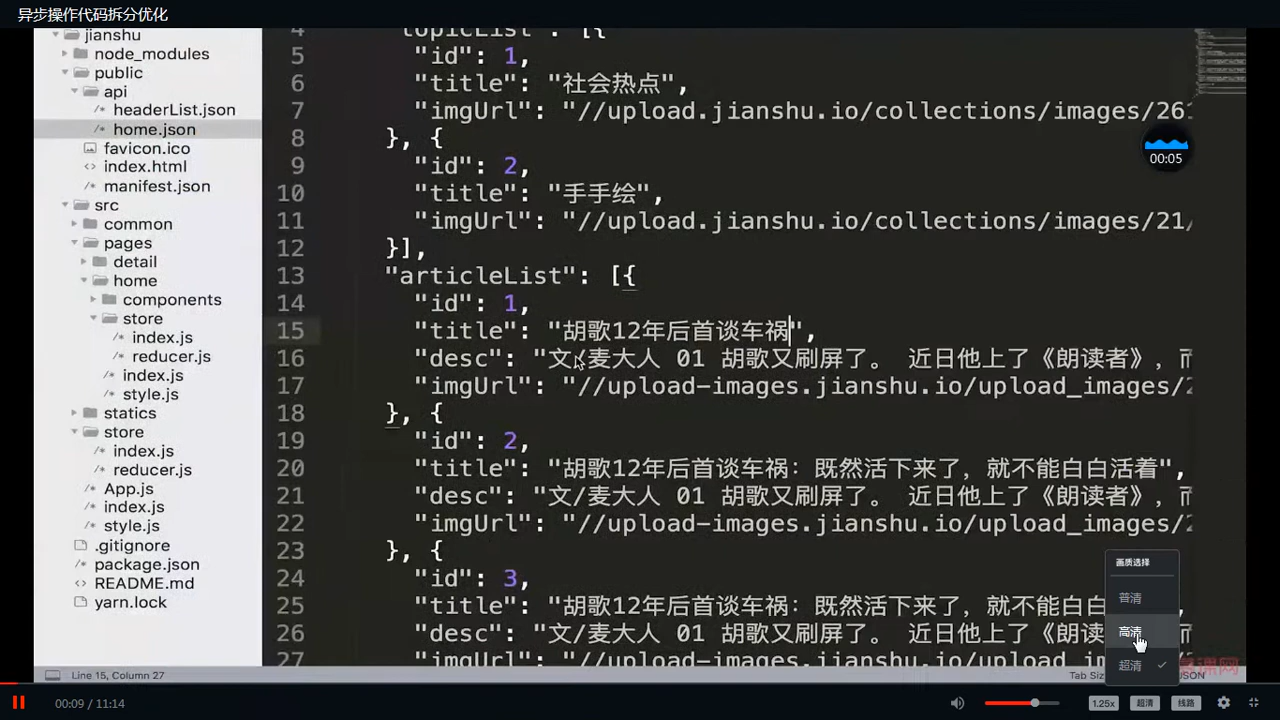 异步操作代码拆分优化
jianshu
node_modules
public
api
headerList.json
home.json
favicon.ico
index.html
manifest.json
src
common
pages
detail
home
components
store
index.js
reducer.js
index.js
style.js
statics
store
index.js
reducer.js
App.js
index.js
style.js
.gitignore
package.json
README.md
yarn.lock
4 "topicList": [{
5 "id": 1,
6 "title": "社会热点",
7 "imgUrl": "//upload.jianshu.io/collections/images/261
8 }, {
9 "id": 2,
10 "title": "手手绘",
11 "imgUrl": "//upload.jianshu.io/collections/images/21/
12 }],
13 "articleList": [{
14 "id": 1,
15 "title": "胡歌12年后首谈车祸",
16 "desc": "文/麦大人 01 胡歌又刷屏了。 近日他上了《朗读者》, 而
17 "imgUrl": "//upload-images.jianshu.io/upload_images/2
18 }, {
19 "id": 2,
20 "title": "胡歌12年后首谈车祸: 既然活下来了, 就不能白白活着",
21 "desc": "文/麦大人 01 胡歌又刷屏了。 近日他上了《朗读者》, 而
22 "imgUrl": "//upload-images.jianshu.io/upload_images/2
23 }, {
24 "id": 3,
25 "title": "胡歌12年后首谈车祸: 既然活下来了, 就不能白白 ,
26 "desc": "文/麦大人 01 胡歌又刷屏了。 近日他上了《朗读 而
27 "imgUrl": "//upload-images.jianshu.io/upload_im
00:05
画质选择
普清
高清
超清
Line 15, Column 27
Tab Siz
JSON
00:09 / 11:14
1.25x
超清
线路